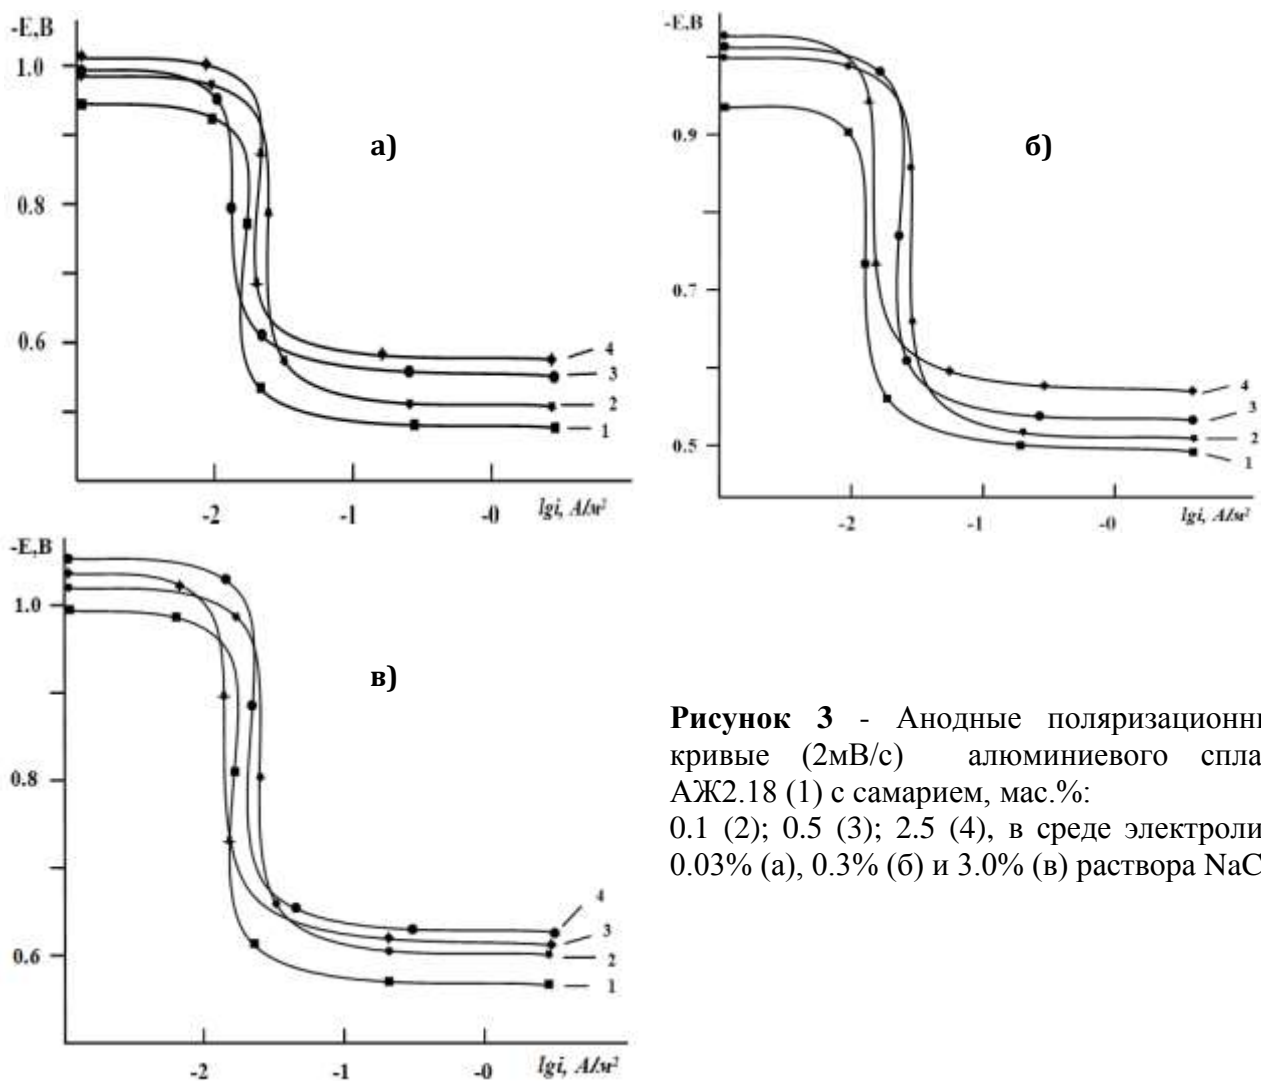 -E,B
1.0
0.8
0.6
а)
4
3
2
1
-2
-1
-0
lgi, A/м²
-E,B
0.9
0.7
0.5
б)
4
3
2
1
-2
-1
-0
lgi, A/м²
-E,B
1.0
0.8
0.6
в)
4
3
2
1
-2
-1
-0
lgi, A/м²
Рисунок 3 - Анодные поляризационн
кривые (2мВ/с) алюминиевого спла
АЖ2.18 (1) с самарием, мас.%:
0.1 (2); 0.5 (3); 2.5 (4), в среде электроли
0.03% (а), 0.3% (б) и 3.0% (в) раствора NaC